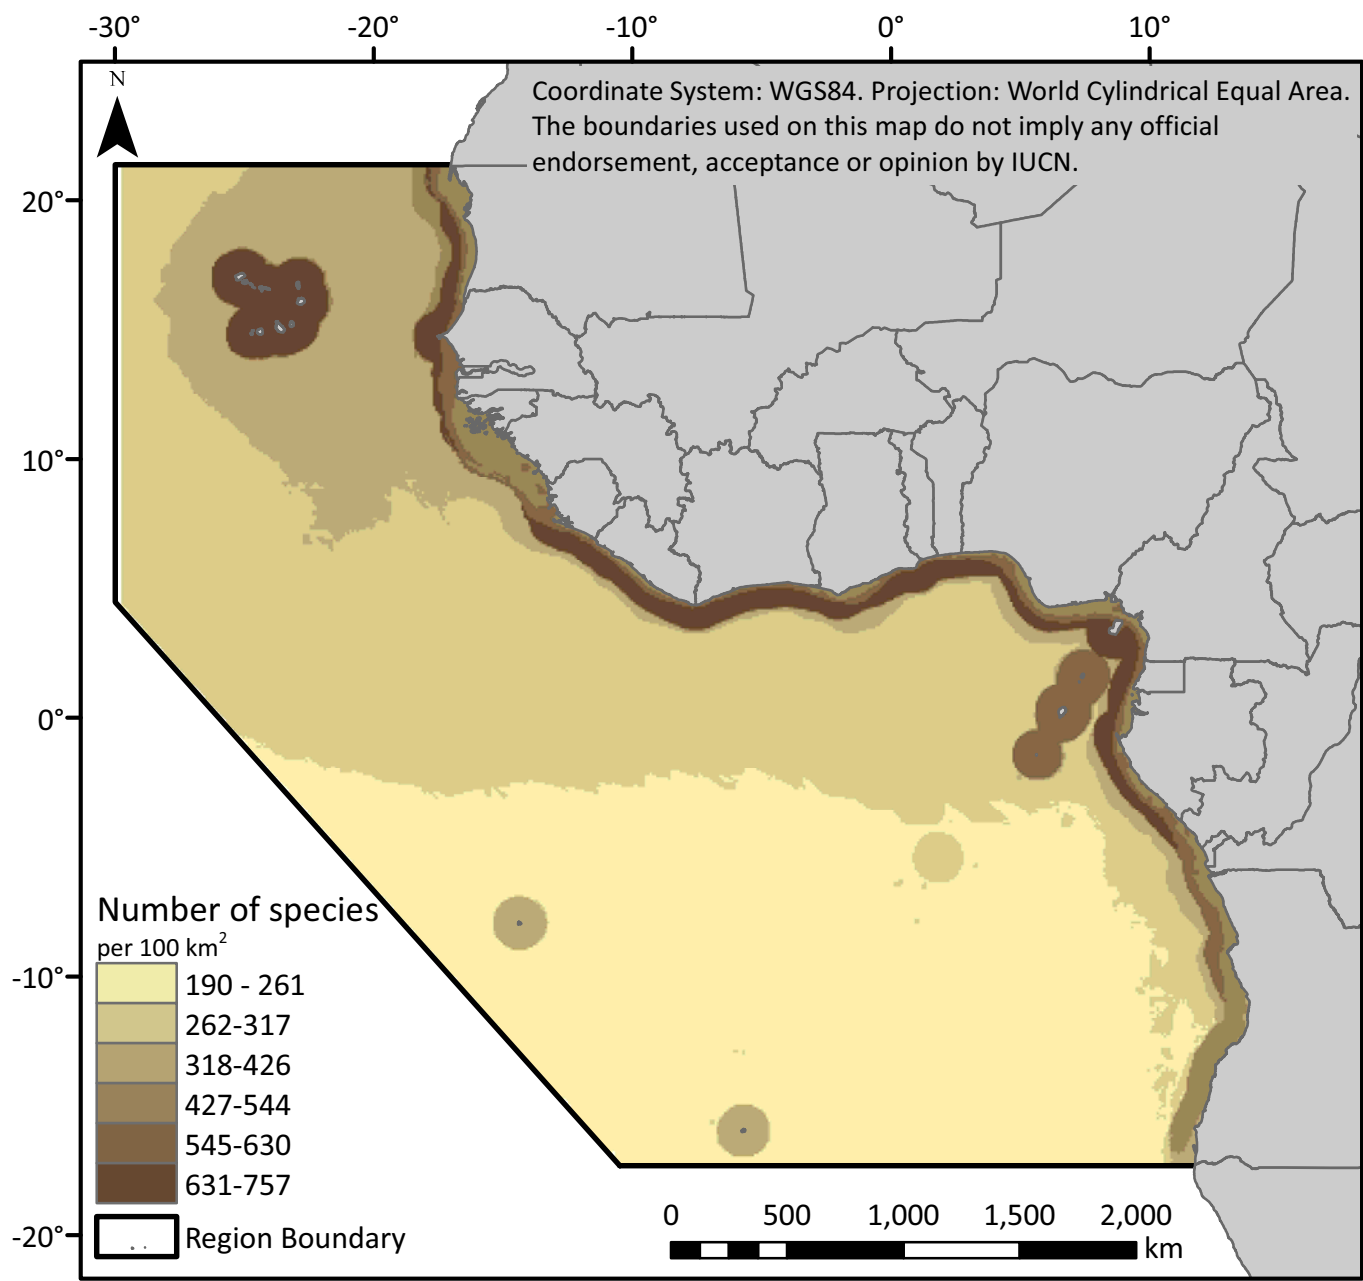 -30° -20° -10° 0° 10°
N
Coordinate System: WGS84. Projection: World Cylindrical Equal Area.
The boundaries used on this map do not imply any official
endorsement, acceptance or opinion by IUCN.
20°
10°
0°
-10°
-20°
Number of species
per 100 km²
190 - 261
262-317
318-426
427-544
545-630
631-757
Region Boundary
0 500 1,000 1,500 2,000
km